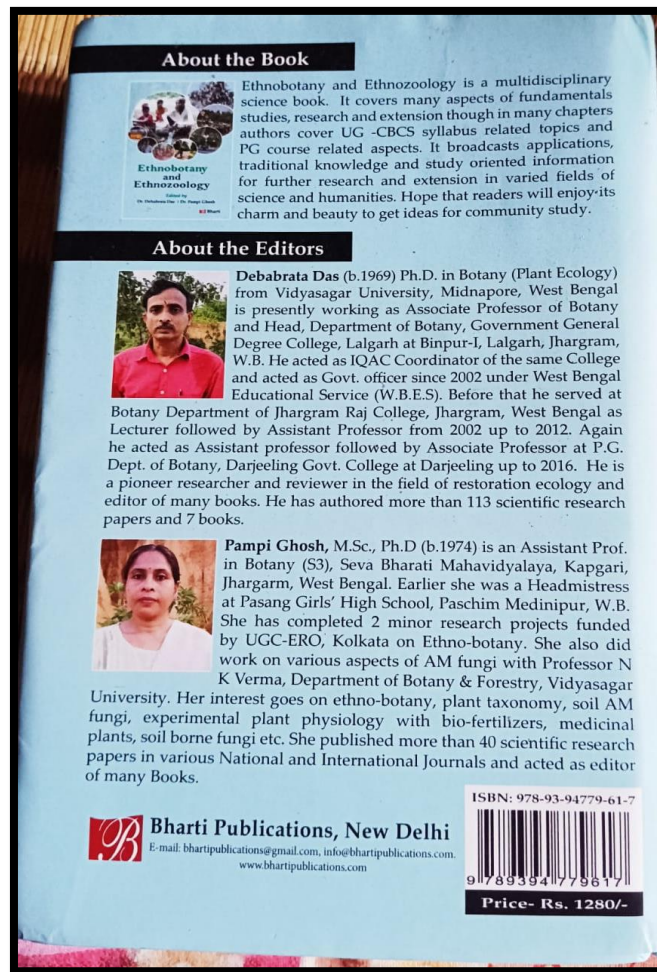 About the Book
Ethnobotany and Ethnozoology is a multidisciplinary
science book. It covers many aspects of fundamentals
studies, research and extension though in many chapters
authors cover UG -CBCS syllabus related topics and
PG course related aspects. It broadcasts applications,
traditional knowledge and study oriented information
for further research and extension in varied fields of
science and humanities. Hope that readers will enjoy its
charm and beauty to get ideas for community study.
Ethnobotany
and
Ethnozoology
Edited by
Dr. Debabrata Das • Dr. Pampi Ghosh
Bharti
About the Editors
Debabrata Das (b.1969) Ph.D. in Botany (Plant Ecology)
from Vidyasagar University, Midnapore, West Bengal
is presently working as Associate Professor of Botany
and Head, Department of Botany, Government General
Degree College, Lalgarh at Binpur-I, Lalgarh, Jhargram,
W.B. He acted as IQAC Coordinator of the same College
and acted as Govt. officer since 2002 under West Bengal
Educational Service (W.B.E.S). Before that he served at
Botany Department of Jhargram Raj College, Jhargram, West Bengal as
Lecturer followed by Assistant Professor from 2002 up to 2012. Again
he acted as Assistant professor followed by Associate Professor at P.G.
Dept. of Botany, Darjeeling Govt. College at Darjeeling up to 2016. He is
a pioneer researcher and reviewer in the field of restoration ecology and
editor of many books. He has authored more than 113 scientific research
papers and 7 books.
Pampi Ghosh, M.Sc., Ph.D (b.1974) is an Assistant Prof.
in Botany (S3), Seva Bharati Mahavidyalaya, Kapgari,
Jhargarm, West Bengal. Earlier she was a Headmistress
at Pasang Girls' High School, Paschim Medinipur, W.B.
She has completed 2 minor research projects funded
by UGC-ERO, Kolkata on Ethno-botany. She also did
work on various aspects of AM fungi with Professor N
K Verma, Department of Botany & Forestry, Vidyasagar
University. Her interest goes on ethno-botany, plant taxonomy, soil AM
fungi, experimental plant physiology with bio-fertilizers, medicinal
plants, soil borne fungi etc. She published more than 40 scientific research
papers in various National and International Journals and acted as editor
of many Books.
B
Bharti Publications, New Delhi
E-mail: bhartipublications@gmail.com, info@bhartipublications.com.
www.bhartipublications.com
ISBN: 978-93-94779-61-7
9 789394 779617
Price- Rs. 1280/-